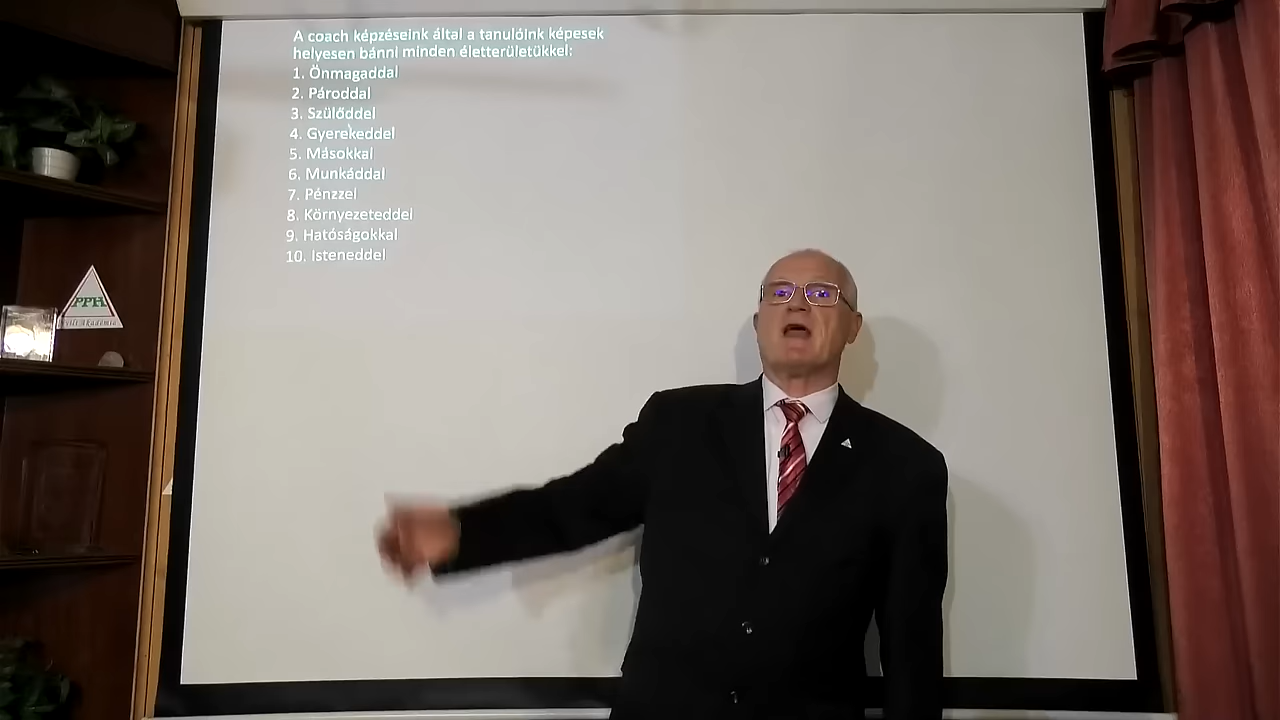 A coach képzéseink által a tanulóink képesek
helyesen bánni minden életterületükkel:
1. Önmagaddal
2. Pároddal
3. Szülőddel
4. Gyerekeddel
5. Másokkal
6. Munkáddal
7. Pénzzel
8. Környezeteddel
9. Hatóságokkal
10. Isteneddel
PPH
Akadémia